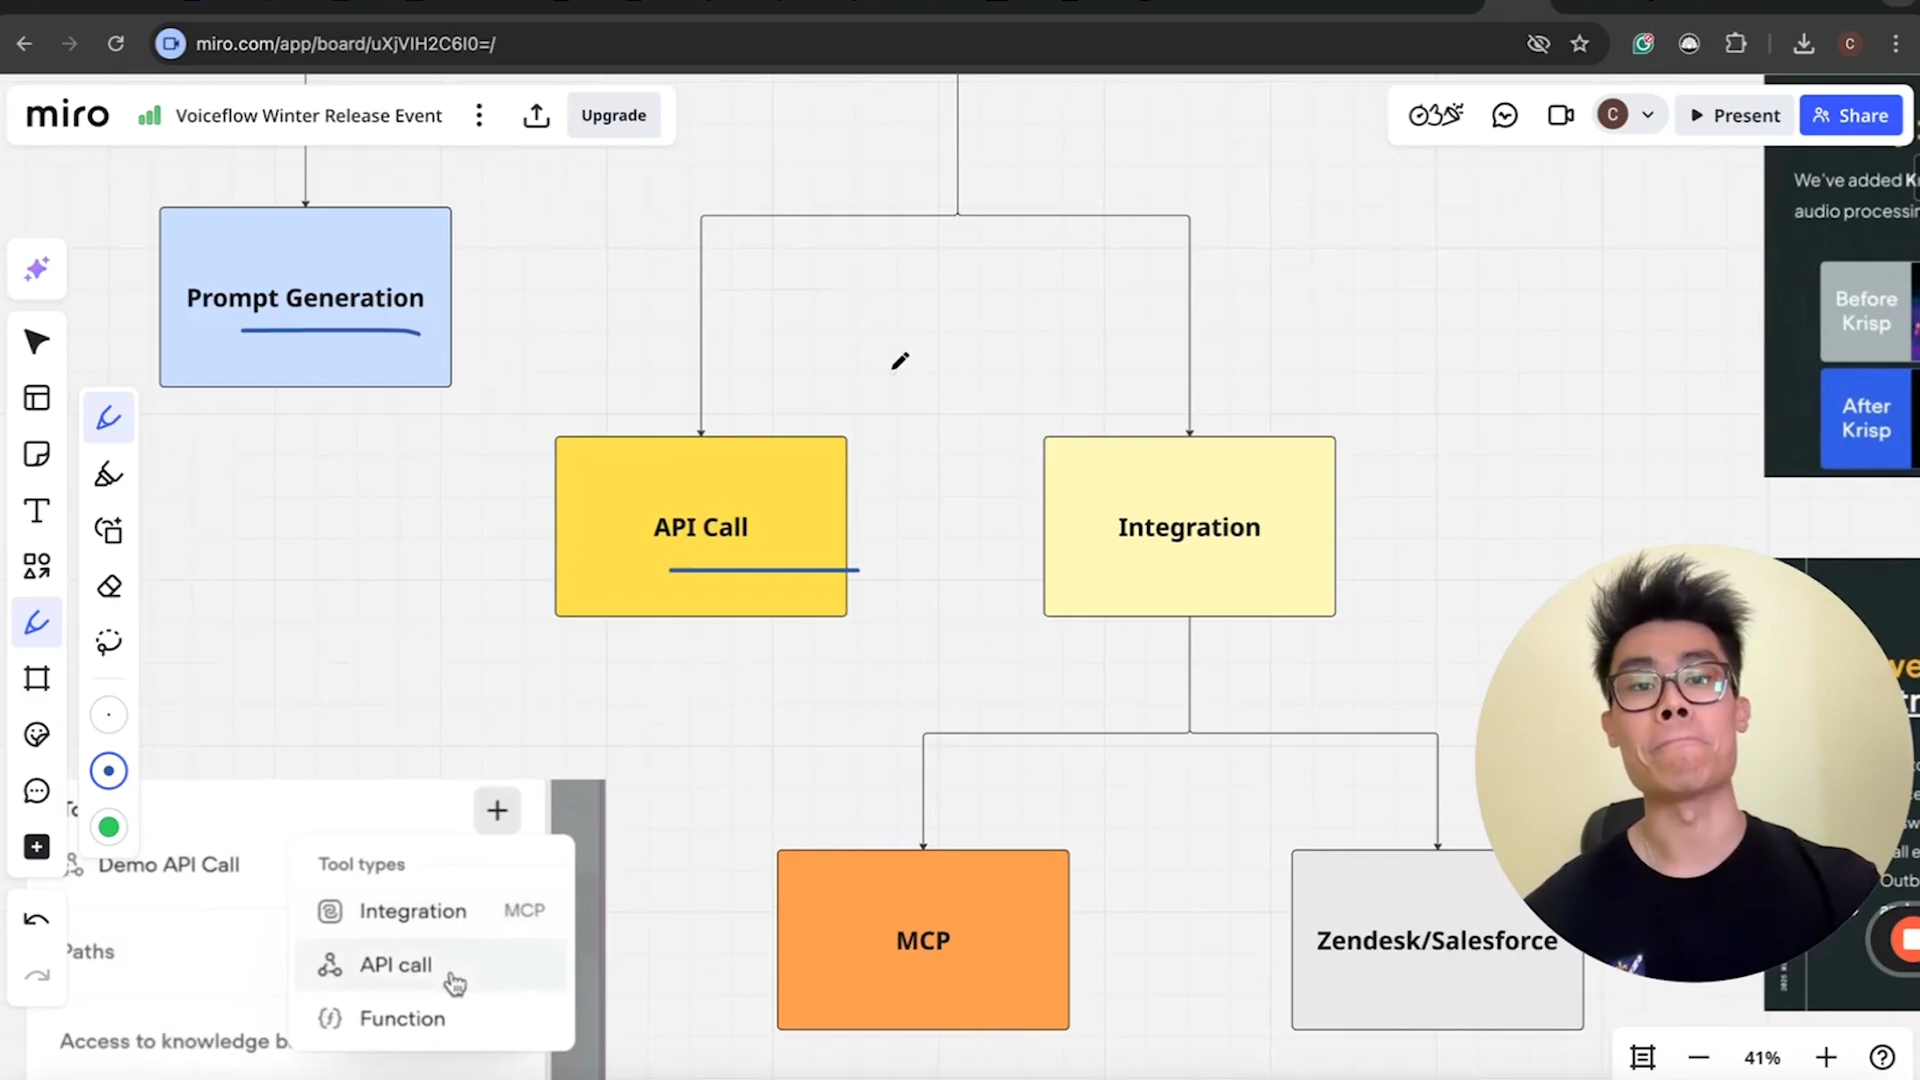 miro.com/app/board/uXjVIH2C6I0=/
C
miro
Voiceflow Winter Release Event
Upgrade
C
Present
Share
We've added
audio
Before
Krisp
After
Krisp
Prompt Generation
API Call
Integration
MCP
Zendesk/Salesforce
Demo API Call
Tool types
Integration MCP
API call
Function
Paths
Access to knowledge
41%